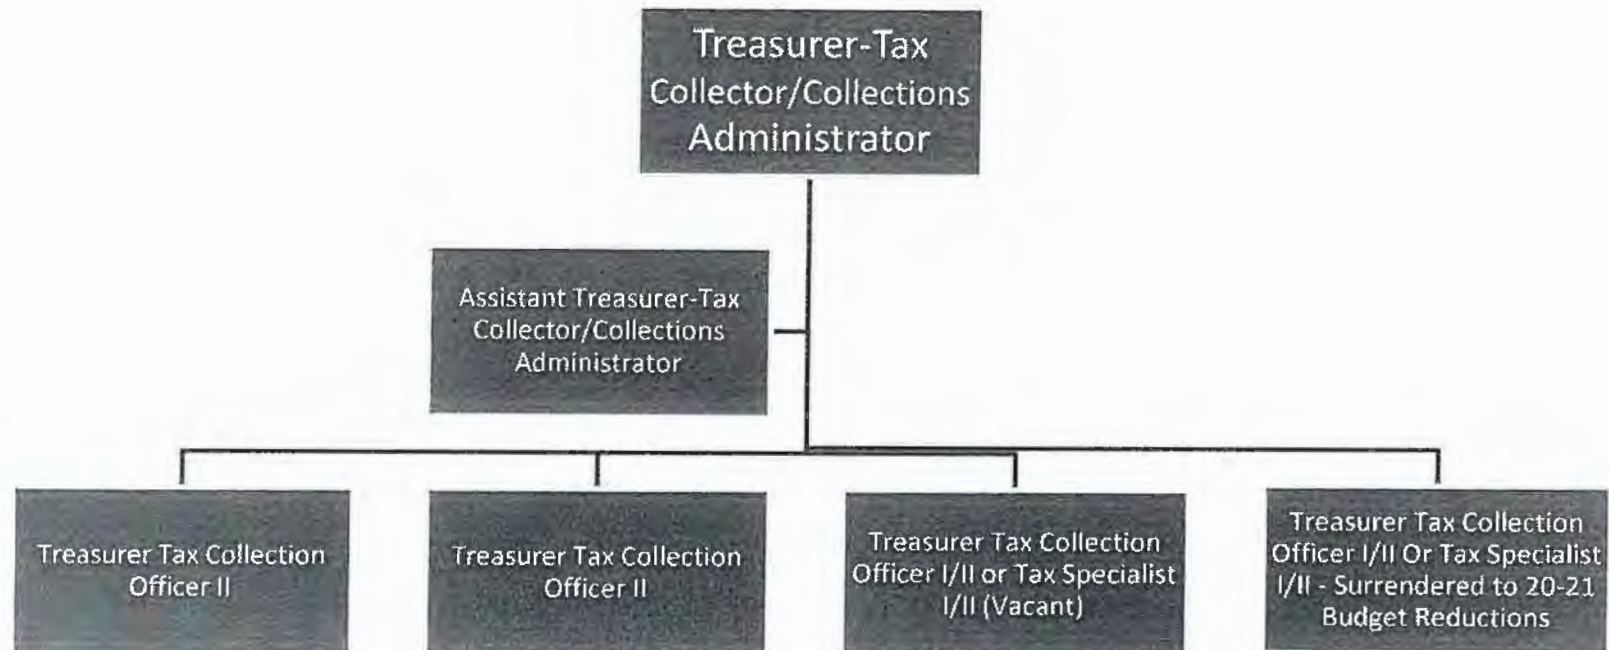 Treasurer-Tax
Collector/Collections
Administrator
Assistant Treasurer-Tax
Collector/Collections
Administrator
Treasurer Tax Collection
Officer II
Treasurer Tax Collection
Officer II
Treasurer Tax Collection
Officer I/II or Tax Specialist
I/II (Vacant)
Treasurer Tax Collection
Officer I/II Or Tax Specialist
I/II - Surrendered to 20-21
Budget Reductions